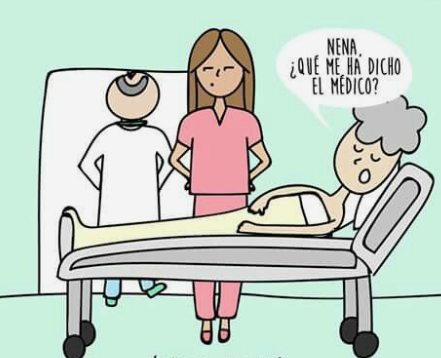 NENA,
¿QUÉ ME HA DICHO
EL MÉDICO?